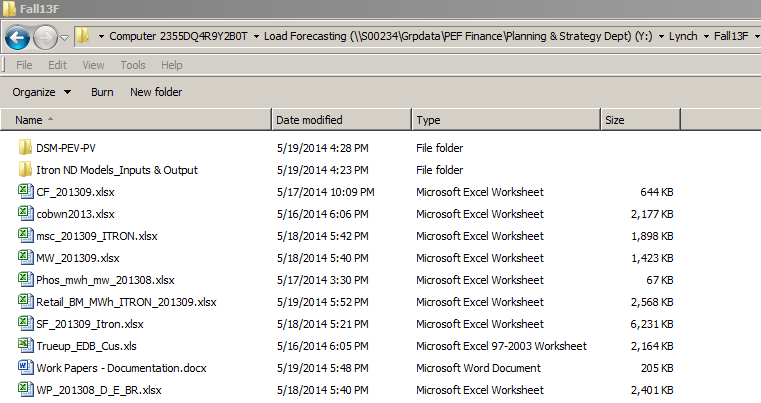 Fall13F
Computer 2355DQ4R9Y2B0T Load Forecasting (\\S00234\Grpdata\PEF Finance\Planning & Strategy Dept) (Y:) Lynch Fall13F
File Edit View Tools Help
Organize Burn New folder
Name Date modified Type Size
DSM-PEV-PV 5/19/2014 4:28 PM File folder
Itron ND Models_Inputs & Output 5/19/2014 4:23 PM File folder
CF_201309.xlsx 5/17/2014 10:09 PM Microsoft Excel Worksheet 644 KB
cobwn2013.xlsx 5/16/2014 6:06 PM Microsoft Excel Worksheet 2,177 KB
msc_201309_ITRON.xlsx 5/18/2014 5:42 PM Microsoft Excel Worksheet 1,898 KB
MW_201309.xlsx 5/18/2014 5:40 PM Microsoft Excel Worksheet 1,423 KB
Phos_mwh_mw_201308.xlsx 5/17/2014 3:30 PM Microsoft Excel Worksheet 67 KB
Retail_BM_MWh_ITRON_201309.xlsx 5/19/2014 5:52 PM Microsoft Excel Worksheet 2,568 KB
SF_201309_Itron.xlsx 5/18/2014 5:21 PM Microsoft Excel Worksheet 6,231 KB
Trueup_EDB_Cus.xls 5/16/2014 6:05 PM Microsoft Excel 97-2003 Worksheet 2,164 KB
Work Papers - Documentation.docx 5/19/2014 5:48 PM Microsoft Word Document 205 KB
WP_201308_D_E_BR.xlsx 5/18/2014 5:40 PM Microsoft Excel Worksheet 2,401 KB